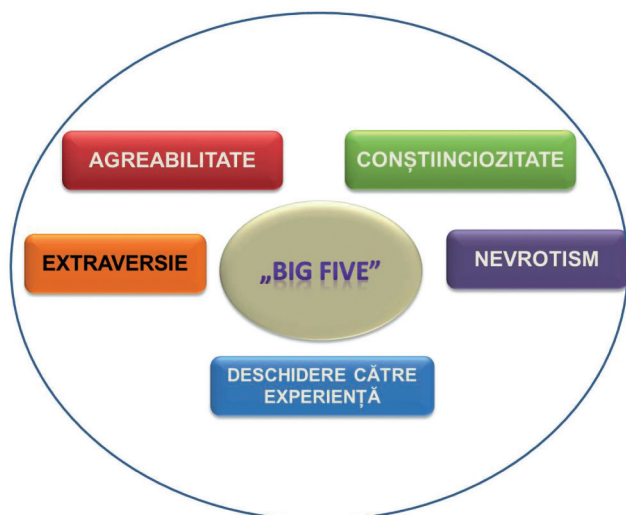 AGREABILITATE
CONȘTIINCIOZITATE
EXTRAVERSIE
„BIG FIVE”
NEVROTISM
DESCHIDERE CĂTRE
EXPERIENȚĂ